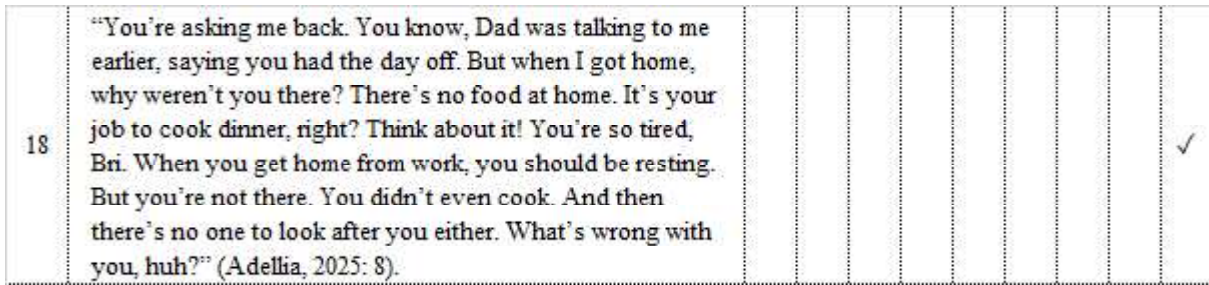 “You’re asking me back. You know, Dad was talking to me
earlier, saying you had the day off. But when I got home,
why weren’t you there? There’s no food at home. It’s your
18 job to cook dinner, right? Think about it! You’re so tired,
Bri. When you get home from work, you should be resting.
But you’re not there. You didn’t even cook. And then
there’s no one to look after you either. What’s wrong with
you, huh?” (Adellia, 2025: 8).
✓